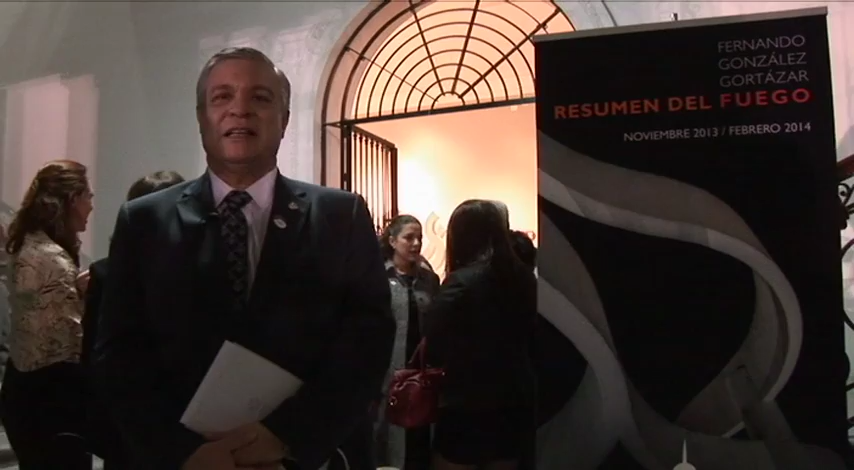 FERNANDO
GONZÁLEZ
GORTÁZAR
RESUMEN DEL FUEGO
NOVIEMBRE 2013 / FEBRERO 2014